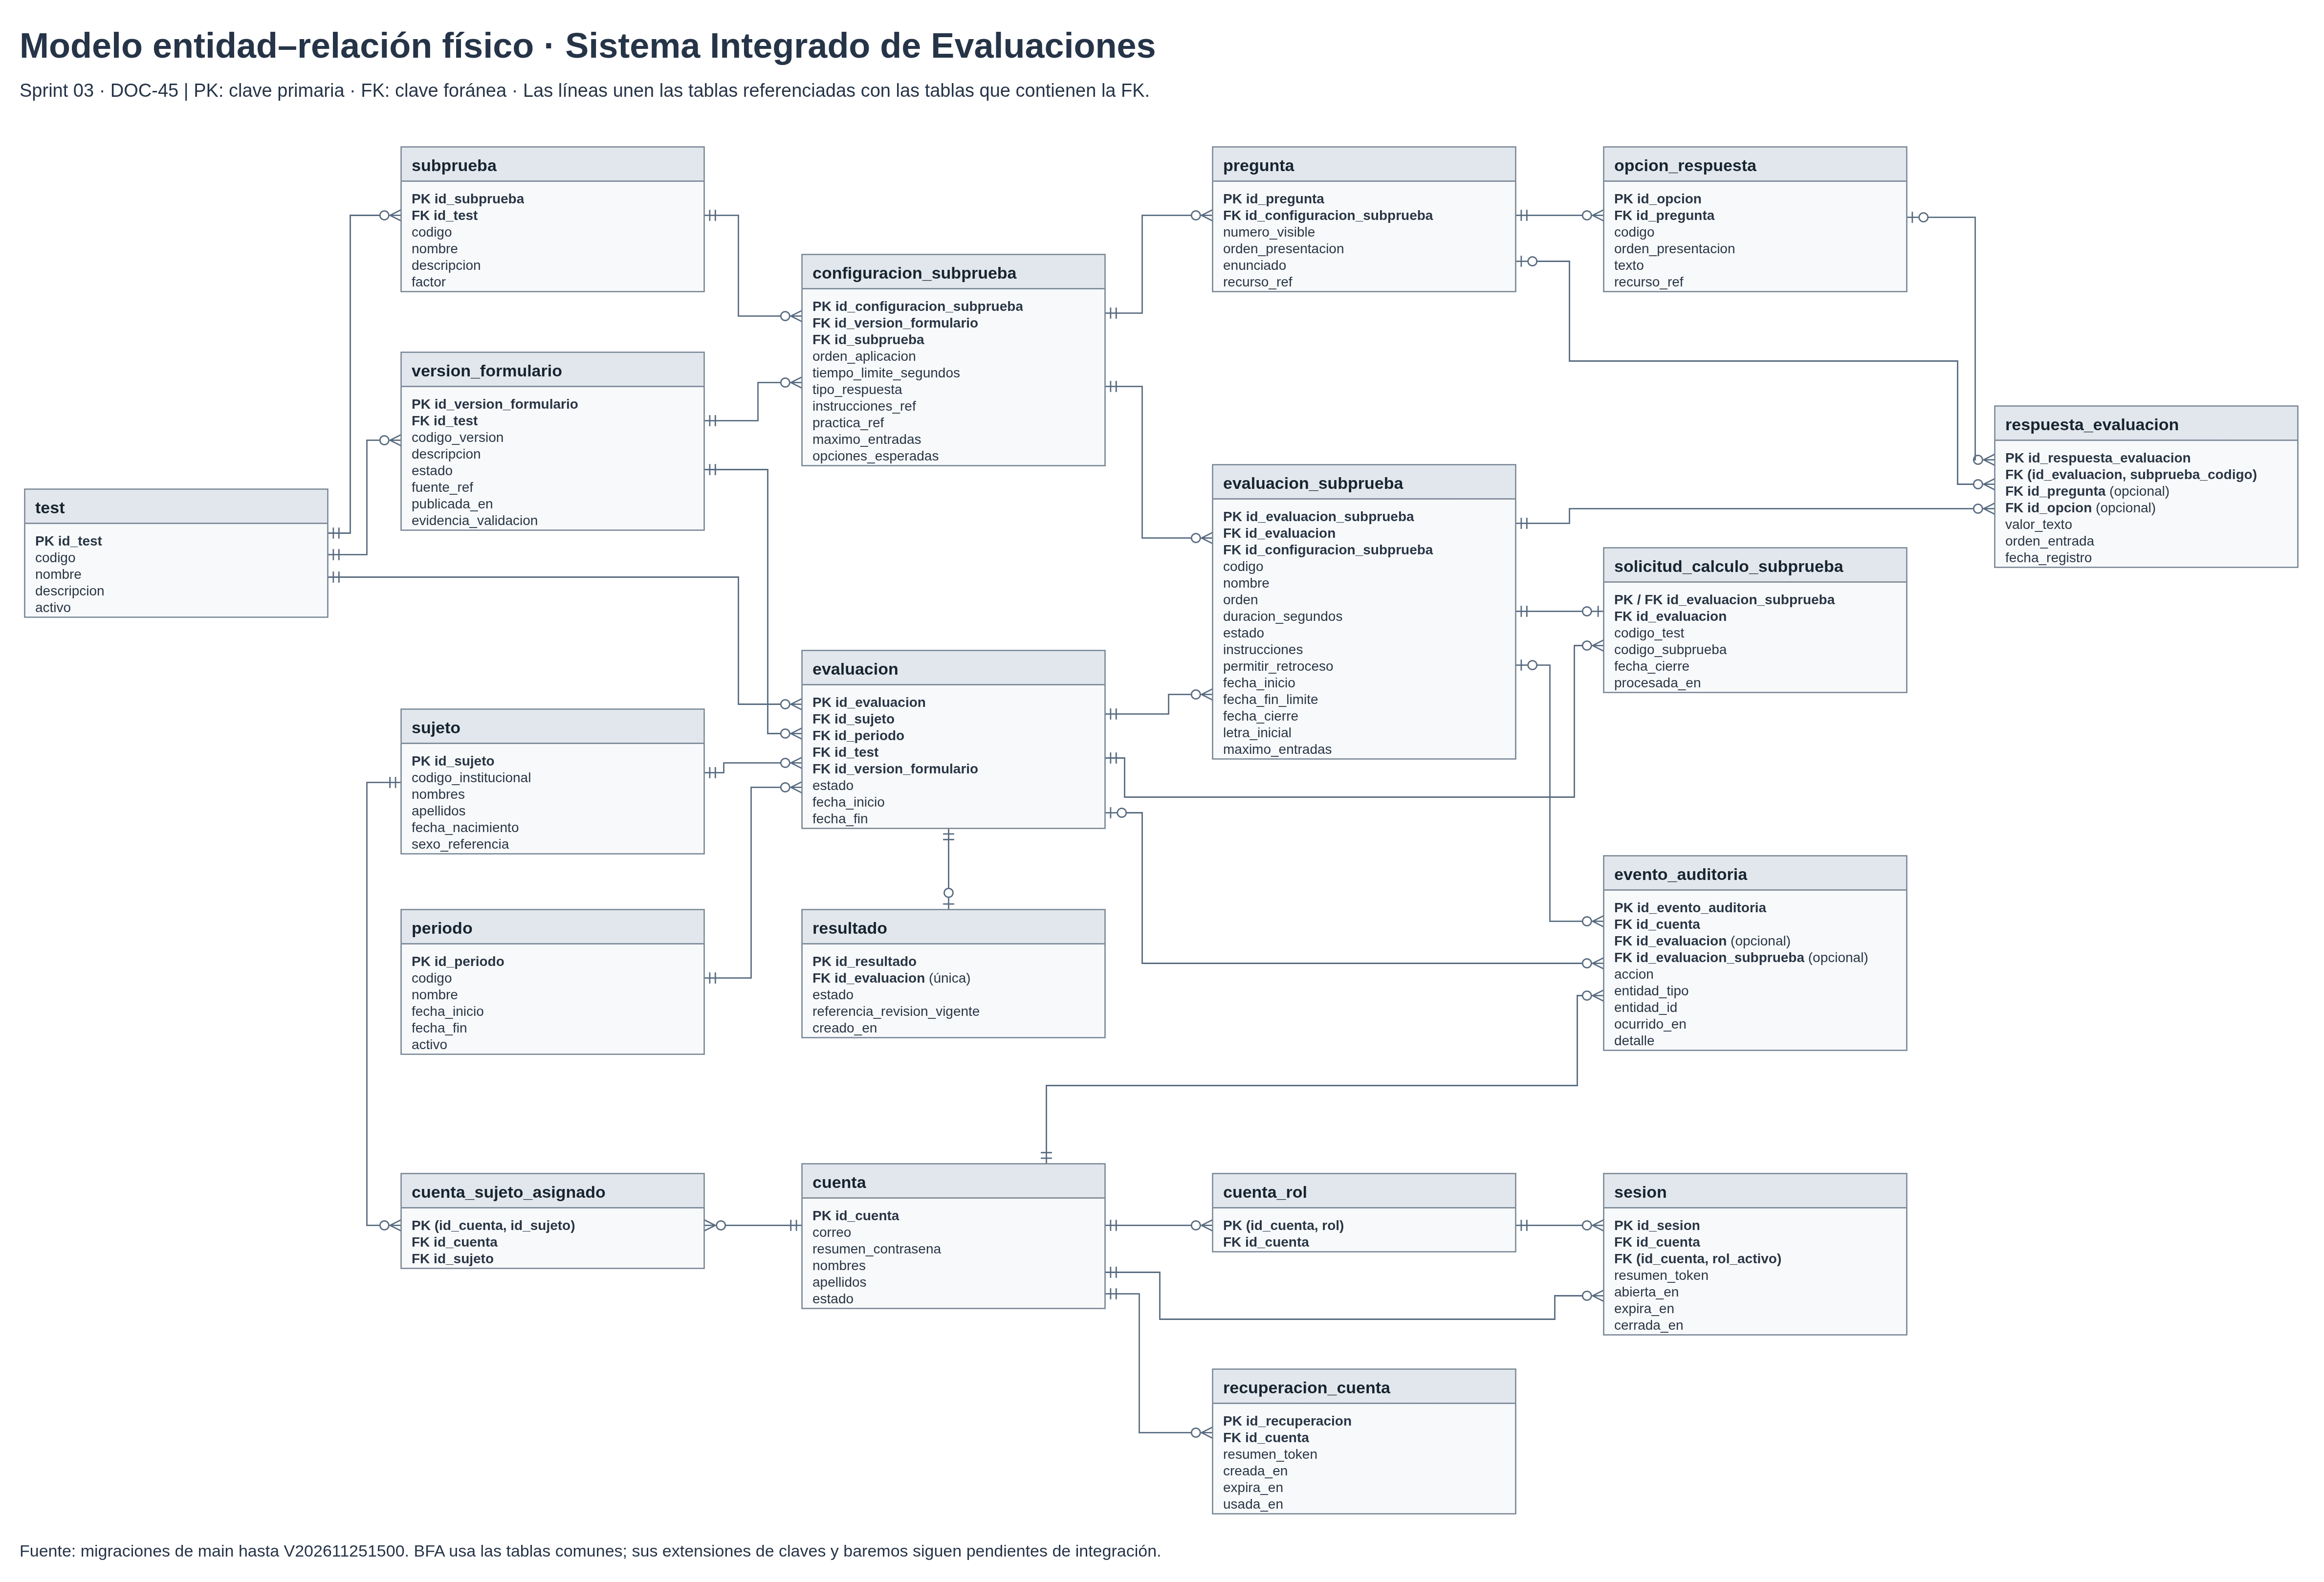 Modelo entidad–relación físico · Sistema Integrado de Evaluaciones
Sprint 03 · DOC-45 | PK: clave primaria · FK: clave foránea · Las líneas unen las tablas referenciadas con las tablas que contienen la FK.
subprueba
PK id_subprueba
FK id_test
codigo
nombre
descripcion
factor
pregunta
PK id_pregunta
FK id_configuracion_subprueba
numero_visible
orden_presentacion
enunciado
recurso_ref
opcion_respuesta
PK id_opcion
FK id_pregunta
codigo
orden_presentacion
texto
recurso_ref
configuracion_subprueba
PK id_configuracion_subprueba
FK id_version_formulario
FK id_subprueba
orden_aplicacion
tiempo_limite_segundos
tipo_respuesta
instrucciones_ref
practica_ref
maximo_entradas
opciones_esperadas
version_formulario
PK id_version_formulario
FK id_test
codigo_version
descripcion
estado
fuente_ref
publicada_en
evidencia_validacion
respuesta_evaluacion
PK id_respuesta_evaluacion
FK (id_evaluacion, subprueba_codigo)
FK id_pregunta (opcional)
FK id_opcion (opcional)
valor_texto
orden_entrada
fecha_registro
test
PK id_test
codigo
nombre
descripcion
activo
evaluacion_subprueba
PK id_evaluacion_subprueba
FK id_evaluacion
FK id_configuracion_subprueba
codigo
nombre
orden
duracion_segundos
estado
instrucciones
permitir_retroceso
fecha_inicio
fecha_fin_limite
fecha_cierre
letra_inicial
maximo_entradas
solicitud_calculo_subprueba
PK / FK id_evaluacion_subprueba
FK id_evaluacion
codigo_test
codigo_subprueba
fecha_cierre
procesada_en
evaluacion
PK id_evaluacion
FK id_sujeto
FK id_periodo
FK id_test
FK id_version_formulario
estado
fecha_inicio
fecha_fin
sujeto
PK id_sujeto
codigo_institucional
nombres
apellidos
fecha_nacimiento
sexo_referencia
evento_auditoria
PK id_evento_auditoria
FK id_cuenta
FK id_evaluacion (opcional)
FK id_evaluacion_subprueba (opcional)
accion
entidad_tipo
entidad_id
ocurrido_en
detalle
periodo
PK id_periodo
codigo
nombre
fecha_inicio
fecha_fin
activo
resultado
PK id_resultado
FK id_evaluacion (única)
estado
referencia_revision_vigente
creado_en
cuenta_sujeto_asignado
PK (id_cuenta, id_sujeto)
FK id_cuenta
FK id_sujeto
cuenta
PK id_cuenta
correo
resumen_contrasena
nombres
apellidos
estado
cuenta_rol
PK (id_cuenta, rol)
FK id_cuenta
sesion
PK id_sesion
FK id_cuenta
FK (id_cuenta, rol_activo)
resumen_token
abierta_en
expira_en
cerrada_en
recuperacion_cuenta
PK id_recuperacion
FK id_cuenta
resumen_token
creada_en
expira_en
usada_en
Fuente: migraciones de main hasta V202611251500. BFA usa las tablas comunes; sus extensiones de claves y baremos siguen pendientes de integración.